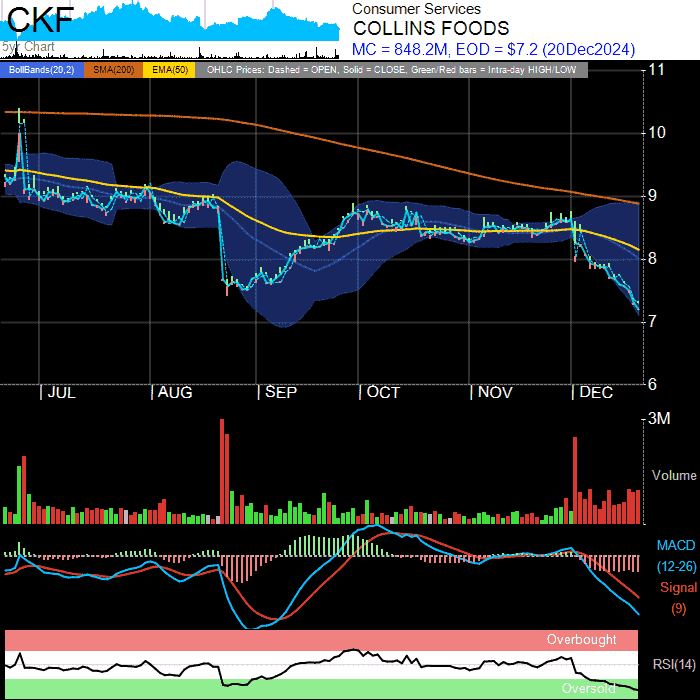 CKF
5yr Chart
Consumer Services
COLLINS FOODS
MC = 848.2M, EOD = $7.2 (20Dec2024)
BollBands(20,2) SMA(200) EMA(50) OHLC Prices: Dashed = OPEN, Solid = CLOSE, Green/Red bars = Intra-day HIGH/LOW
11
10
9
8
7
6
| JUL | AUG | SEP | OCT | NOV | DEC
3M
Volume
MACD
(12-26)
Signal
(9)
Overbought
RSI(14)
Oversold